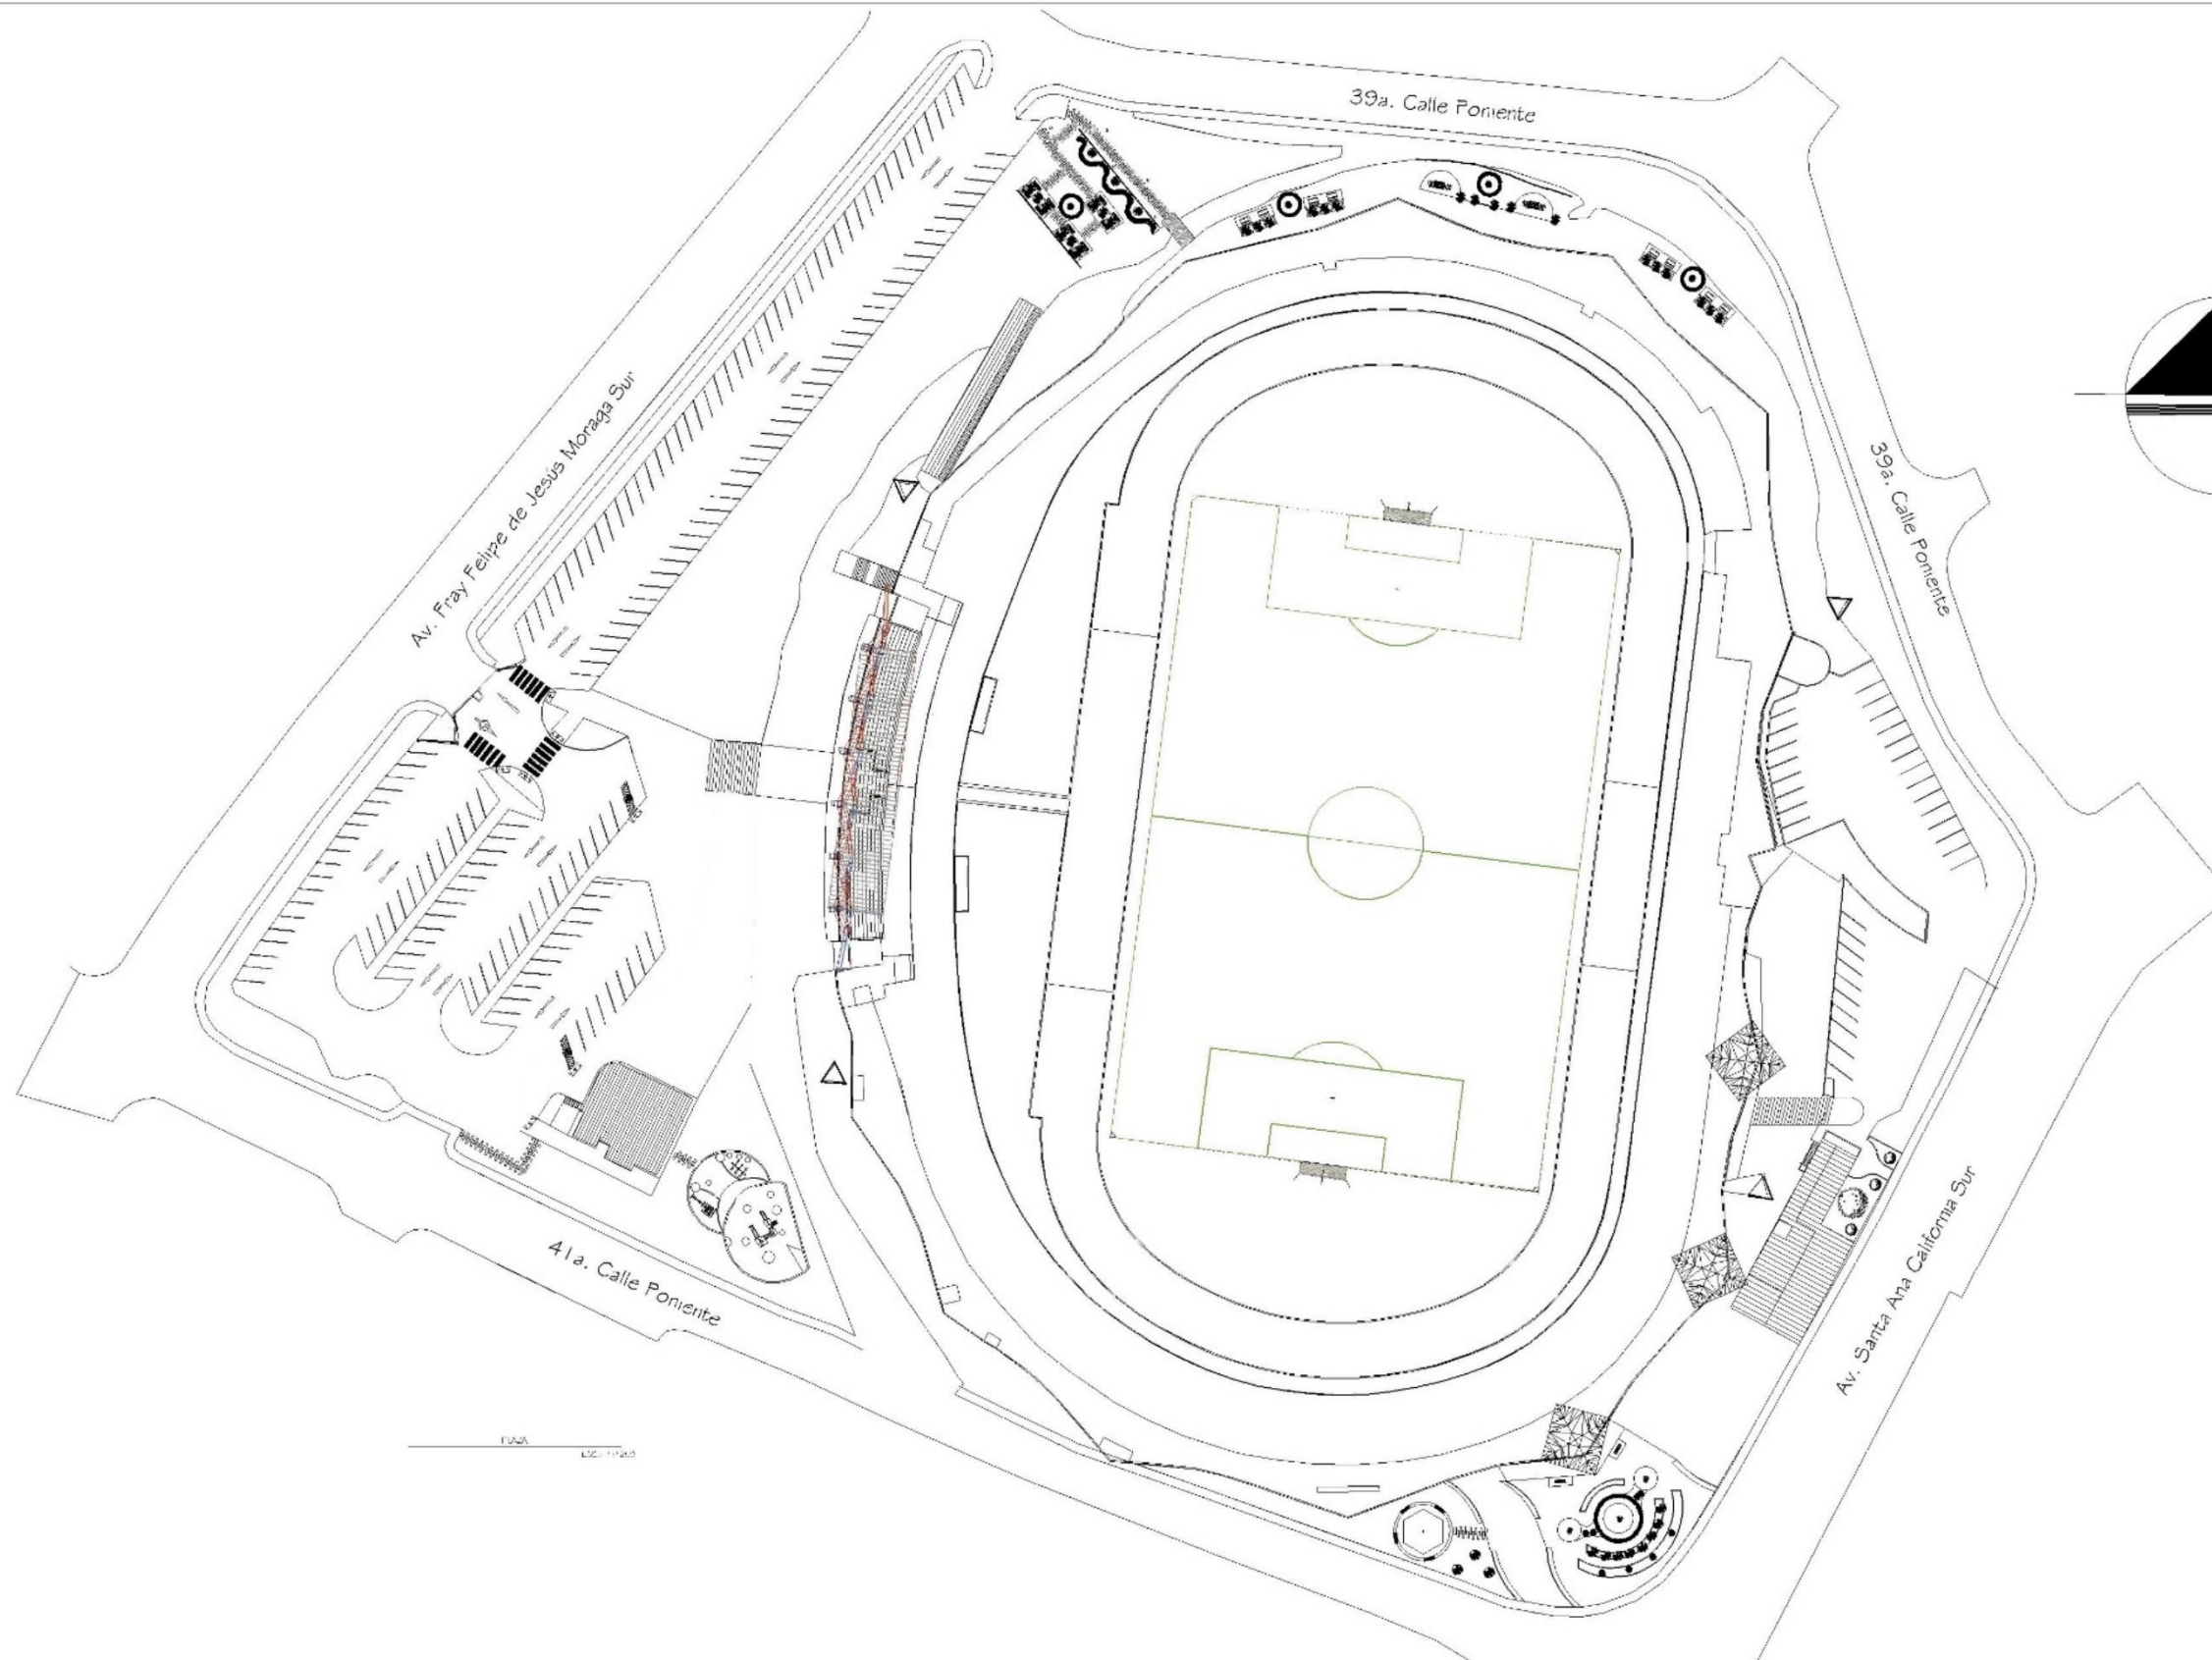 39a. Calle Poniente
Av. Fray Felipe de Jesús Moraga Sur
39a. Calle Poniente
41a. Calle Poniente
Av. Santa Ana California Sur